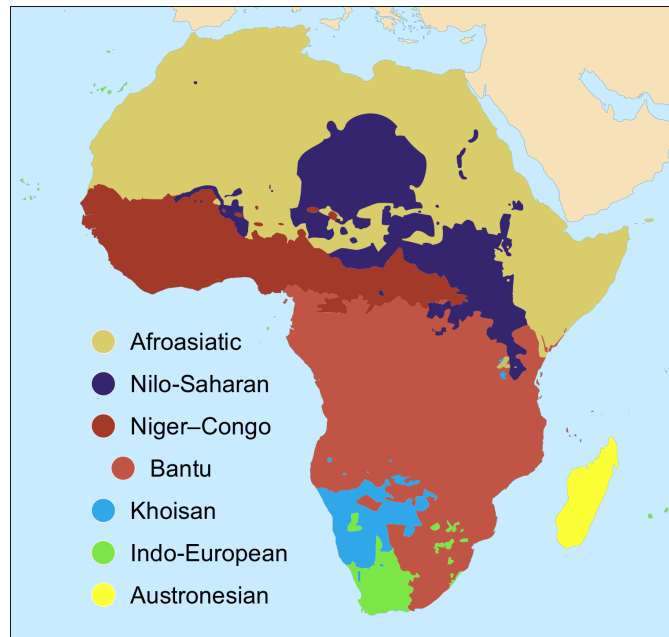 Afroasiatic
Nilo-Saharan
Niger–Congo
Bantu
Khoisan
Indo-European
Austronesian